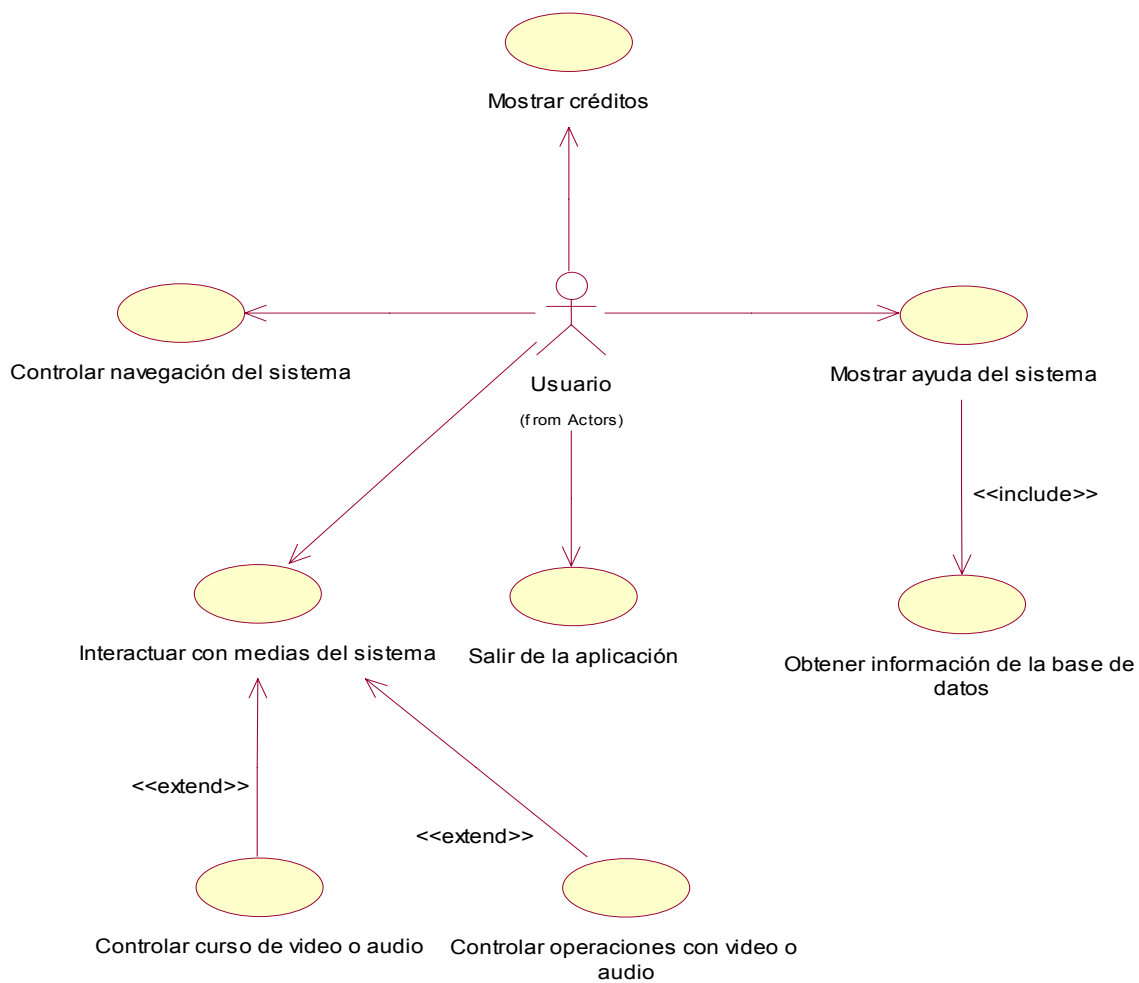 Mostrar créditos
Controlar navegación del sistema
Usuario
(from Actors)
Mostrar ayuda del sistema
<<include>>
Interactuar con medias del sistema
Salir de la aplicación
Obtener información de la base de
datos
<<extend>>
<<extend>>
Controlar curso de video o audio
Controlar operaciones con video o
audio